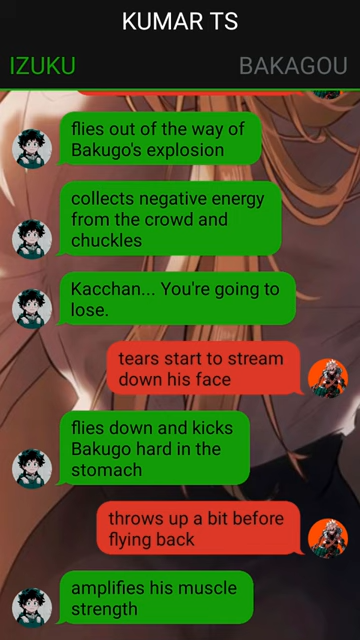 KUMAR TS
IZUKU
BAKAGOU
flies out of the way of
Bakugo's explosion
collects negative energy
from the crowd and
chuckles
Kacchan... You're going to
lose.
tears start to stream
down his face
flies down and kicks
Bakugo hard in the
stomach
throws up a bit before
flying back
amplifies his muscle
strength